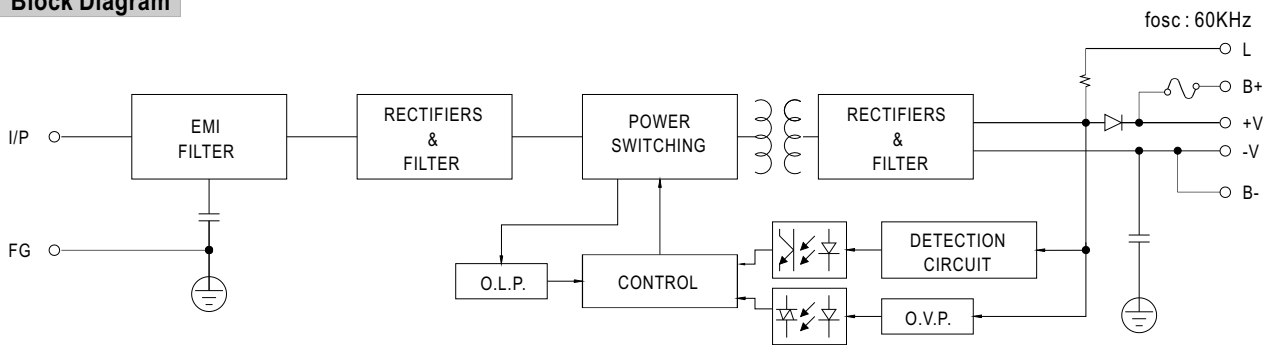 Block Diagram
fosc : 60KHz
L
B+
+V
-V
B-
I/P
EMI
FILTER
RECTIFIERS
&
FILTER
POWER
SWITCHING
RECTIFIERS
&
FILTER
FG
O.L.P.
CONTROL
DETECTION
CIRCUIT
O.V.P.